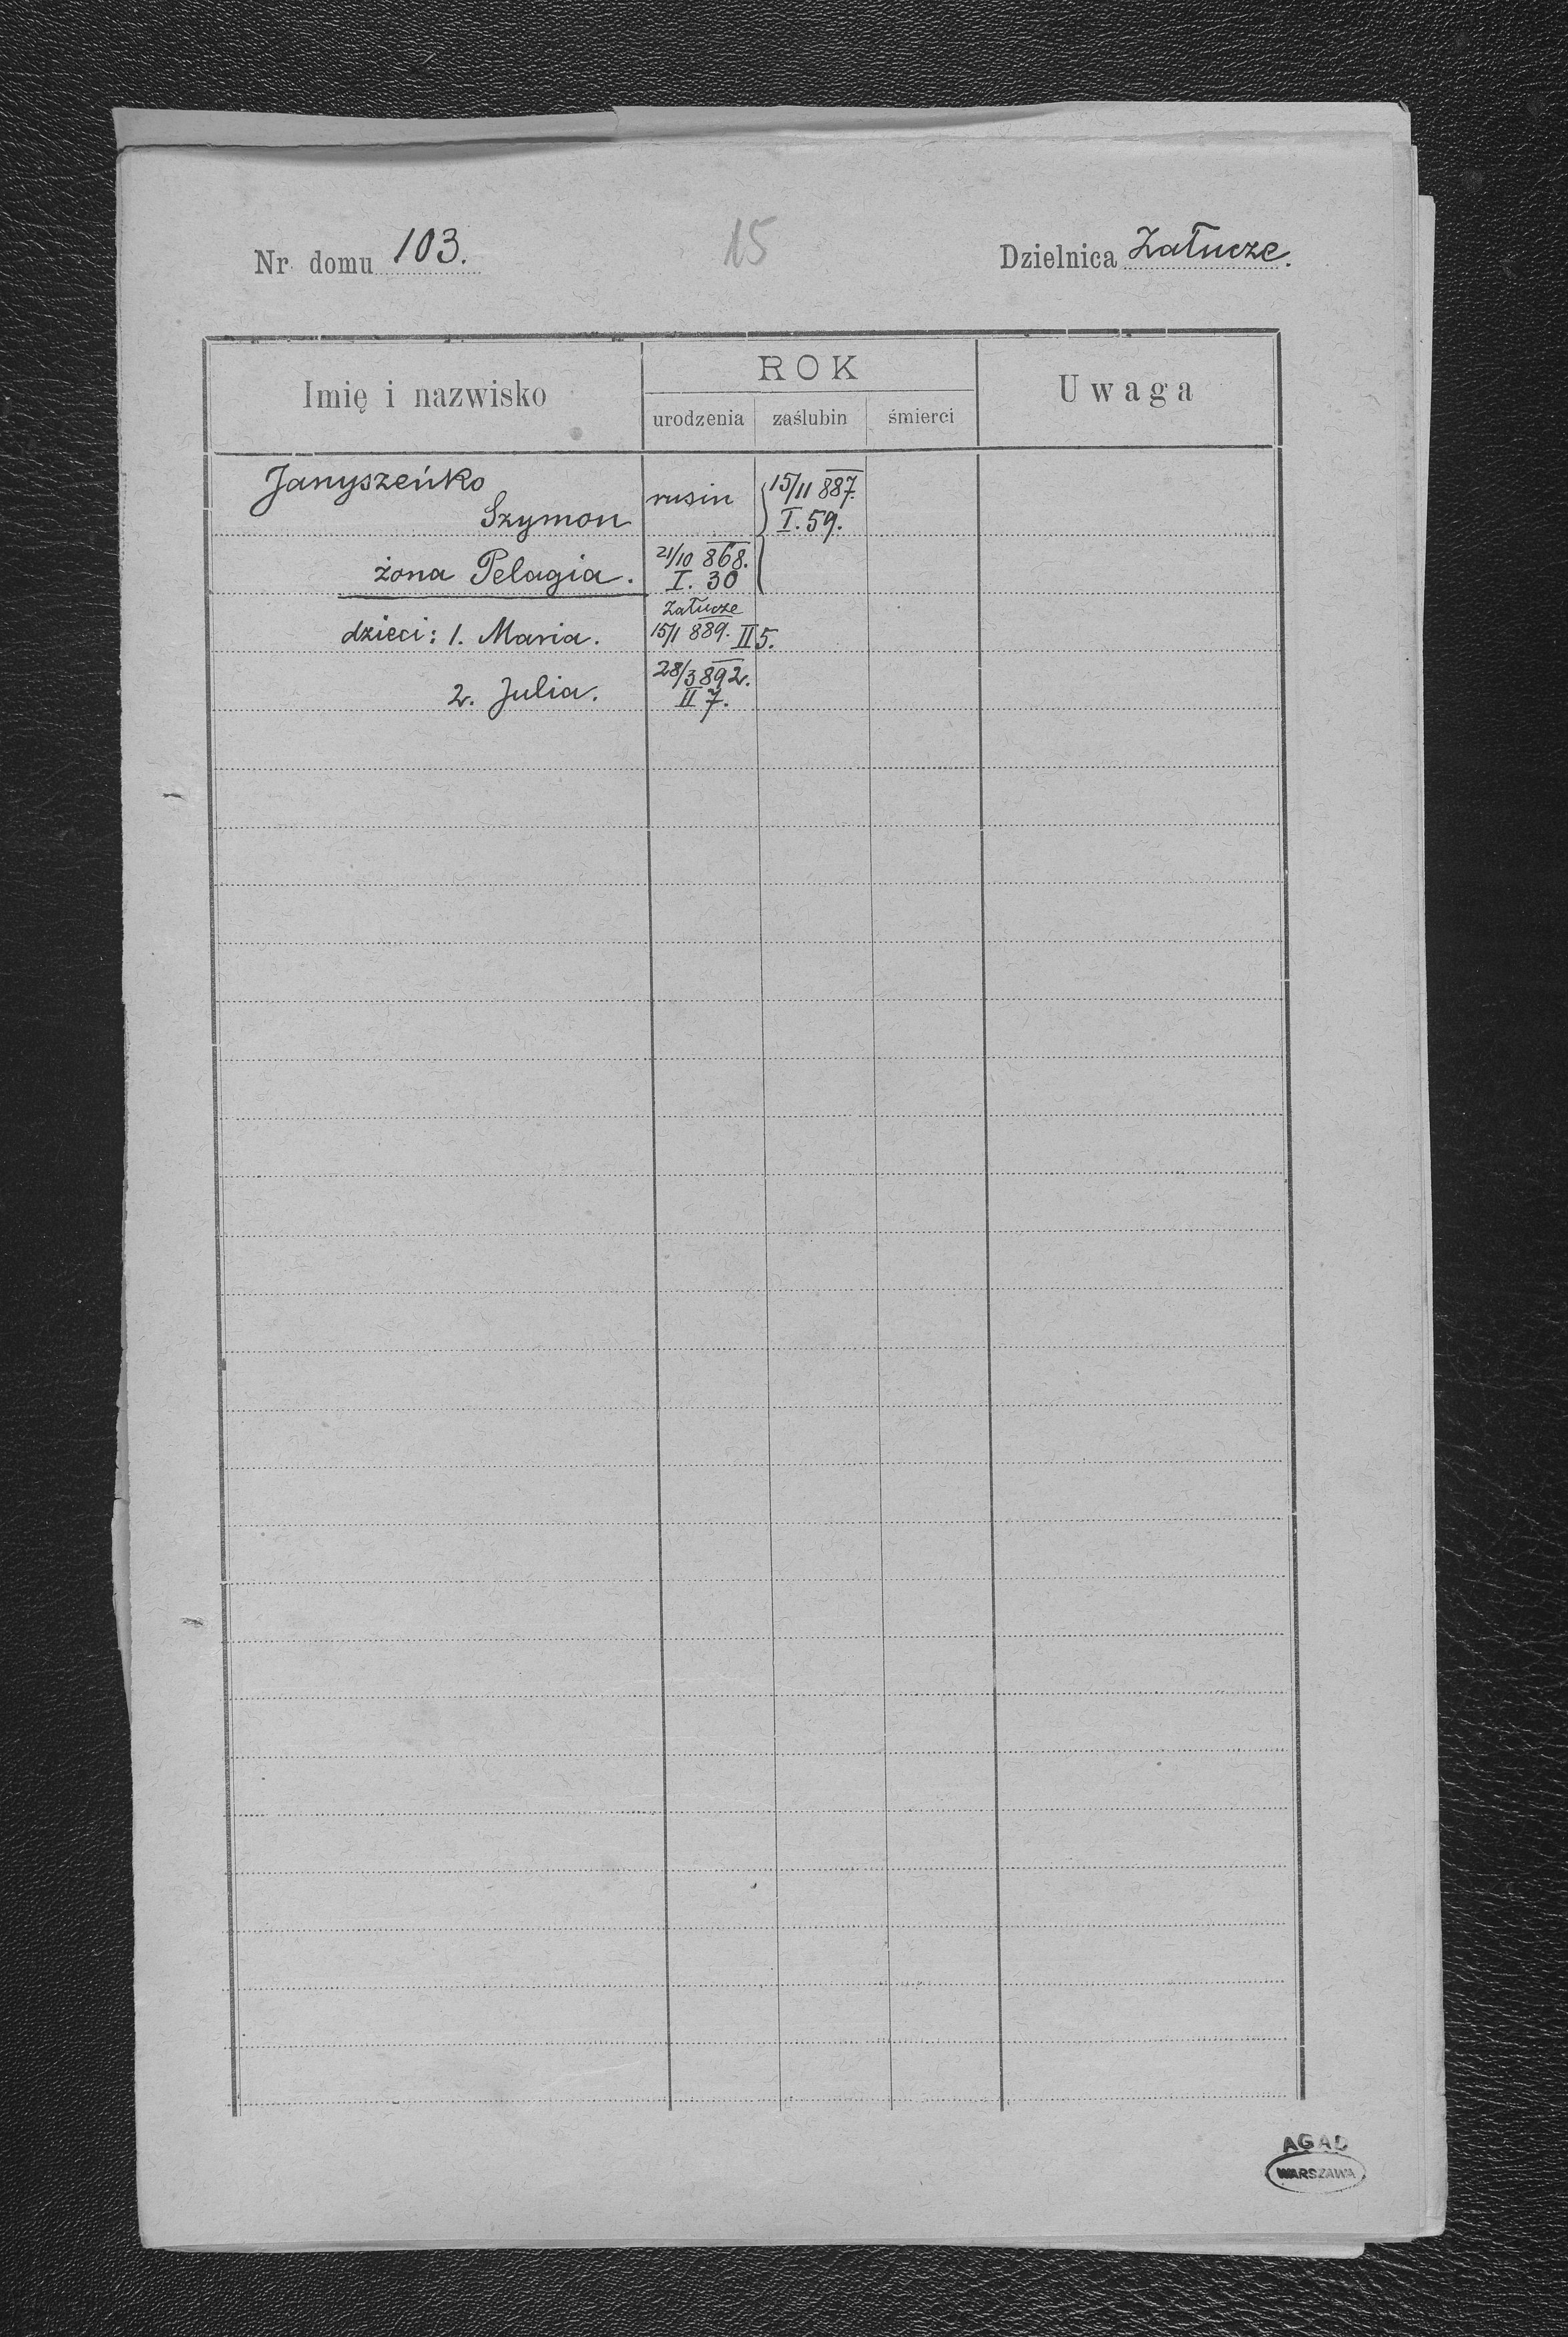 Nr domu 103.
15
Dzielnica Załucze.
Imię i nazwisko
ROK
urodzenia zaślubin śmierci
Uwaga
Janyszeńko
Szymon rusin 15/11 887.
I. 59.
żona Pelagia. 21/10 868.
I. 30
Załucze
dzieci: 1. Maria. 15/1 889. II 5.
2. Julia. 28/3 892.
II 7.
AGAD
WARSZAWA